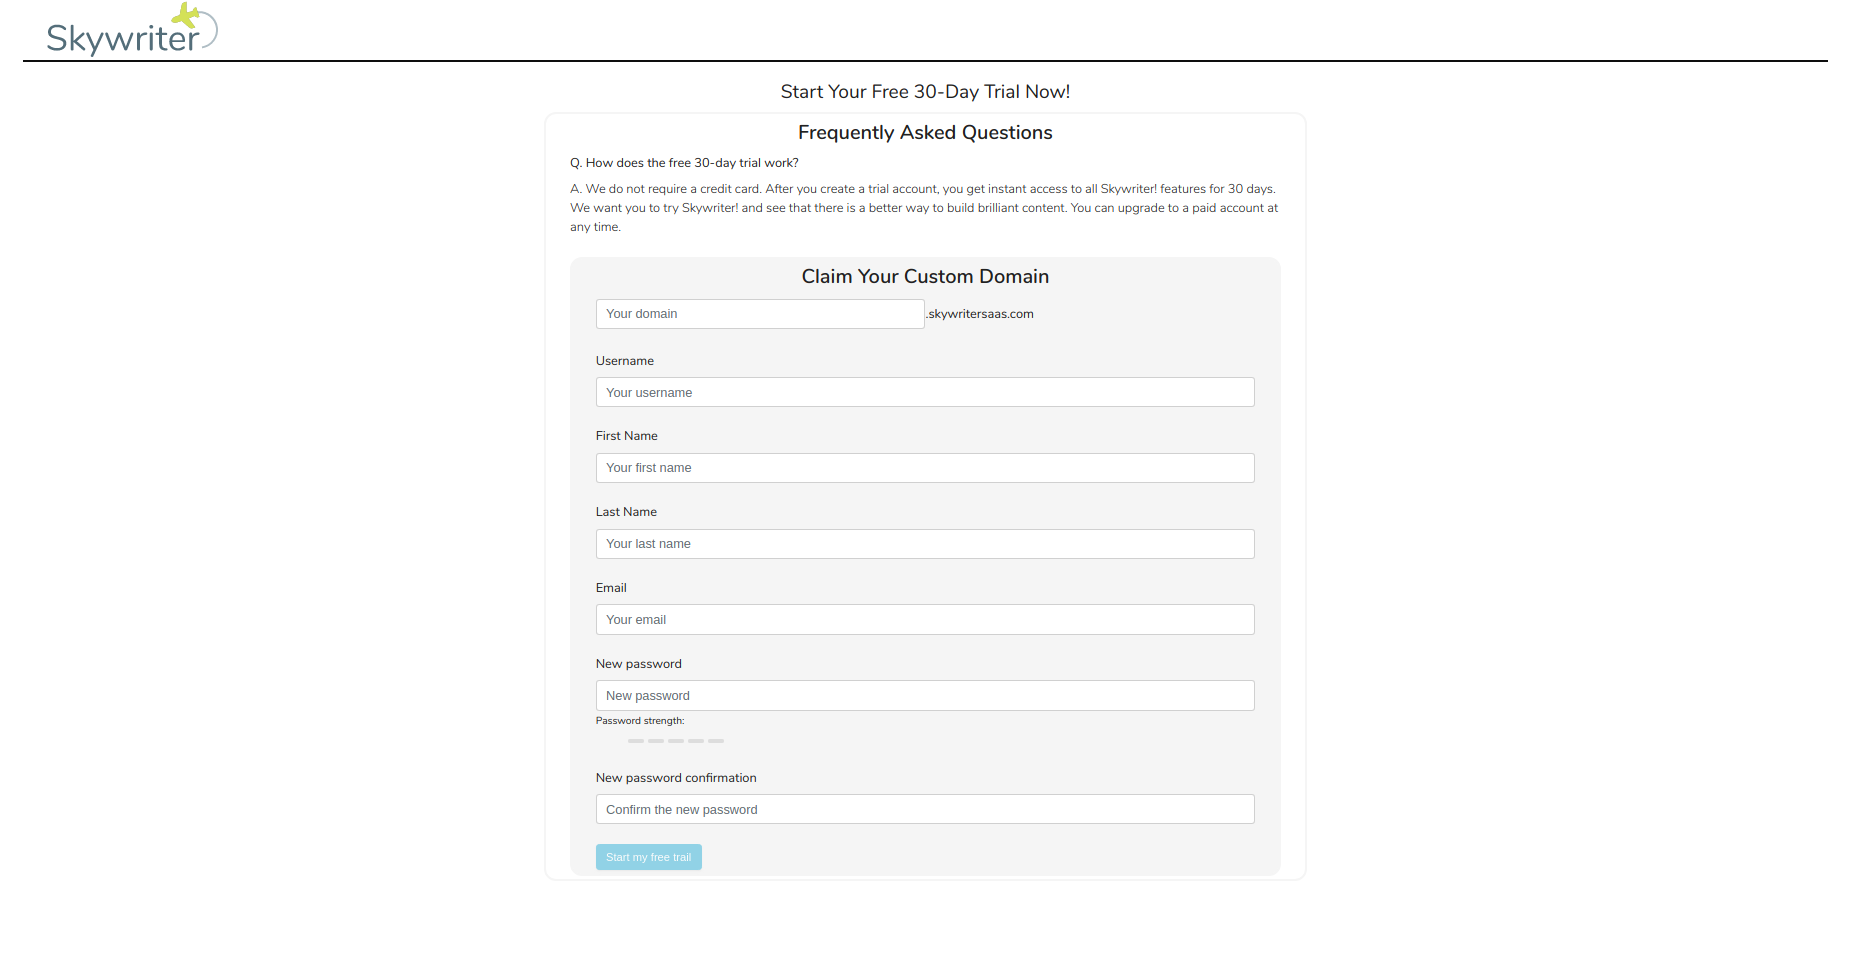 Skywriter
Start Your Free 30-Day Trial Now!
Frequently Asked Questions
Q. How does the free 30-day trial work?
A. We do not require a credit card. After you create a trial account, you get instant access to all Skywriter! features for 30 days.
We want you to try Skywriter! and see that there is a better way to build brilliant content. You can upgrade to a paid account at
any time.
Claim Your Custom Domain
Your domain .skywritersaas.com
Username
Your username
First Name
Your first name
Last Name
Your last name
Email
Your email
New password
New password
Password strength:
New password confirmation
Confirm the new password
Start my free trail